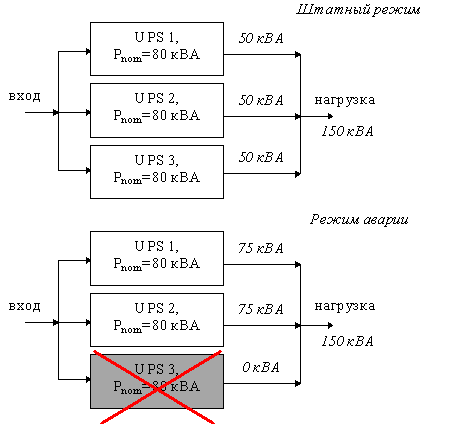 Штатный режим
UPS 1,
Pnom=80 кВА
50 кВА
UPS 2,
Pnom=80 кВА
50 кВА
вход
нагрузка
150 кВА
UPS 3,
Pnom=80 кВА
50 кВА
Режим аварии
UPS 1,
Pnom=80 кВА
75 кВА
UPS 2,
Pnom=80 кВА
75 кВА
вход
нагрузка
150 кВА
UPS 3,
Pnom=80 кВА
0 кВА